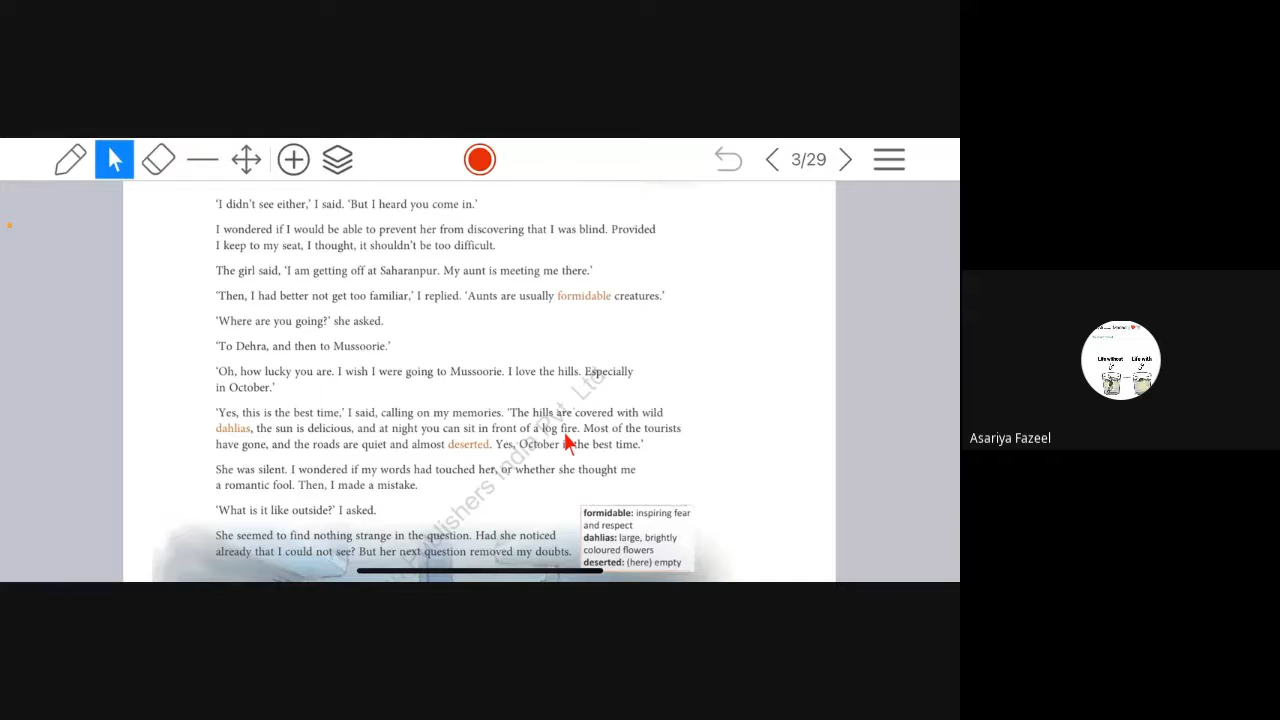 3/29
‘I didn’t see either,’ I said. ‘But I heard you come in.’
I wondered if I would be able to prevent her from discovering that I was blind. Provided
I keep to my seat, I thought, it shouldn’t be too difficult.
The girl said, ‘I am getting off at Saharanpur. My aunt is meeting me there.’
‘Then, I had better not get too familiar,’ I replied. ‘Aunts are usually formidable creatures.’
‘Where are you going?’ she asked.
‘To Dehra, and then to Mussoorie.’
‘Oh, how lucky you are. I wish I were going to Mussoorie. I love the hills. Especially
in October.’
‘Yes, this is the best time,’ I said, calling on my memories. ‘The hills are covered with wild
dahlias, the sun is delicious, and at night you can sit in front of a log fire. Most of the tourists
have gone, and the roads are quiet and almost deserted. Yes, October is the best time.’
She was silent. I wondered if my words had touched her, or whether she thought me
a romantic fool. Then, I made a mistake.
‘What is it like outside?’ I asked.
She seemed to find nothing strange in the question. Had she noticed
already that I could not see? But her next question removed my doubts.
formidable: inspiring fear
and respect
dahlias: large, brightly
coloured flowers
deserted: (here) empty
blishers India Pvt. Ltd
Life without
Life with
Asariya Fazeel